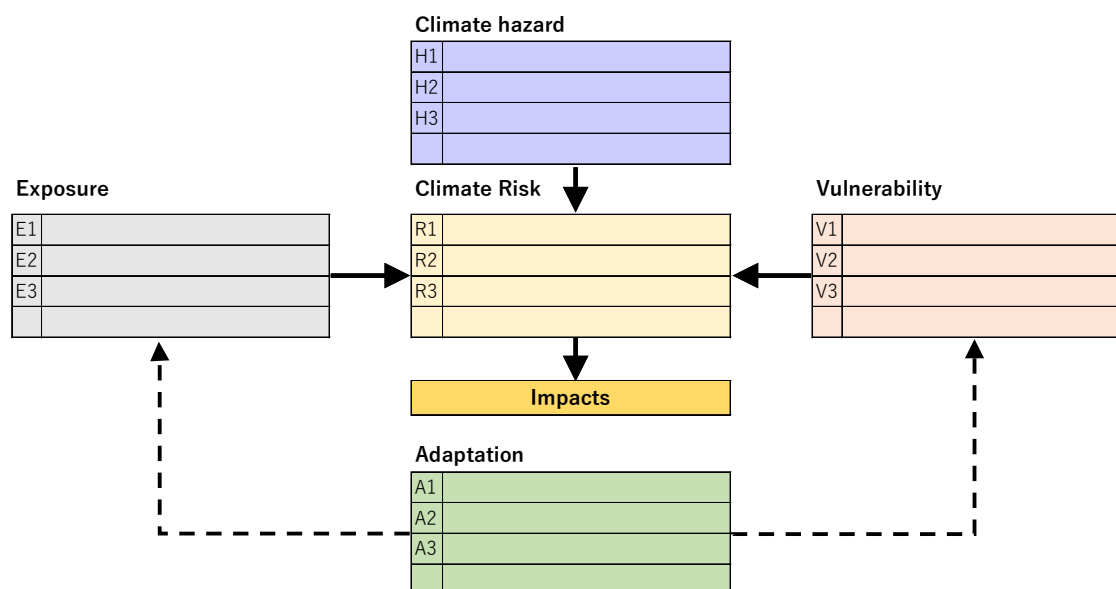 Climate hazard
H1
H2
H3
Exposure
E1
E2
E3
Climate Risk
R1
R2
R3
Vulnerability
V1
V2
V3
Impacts
Adaptation
A1
A2
A3